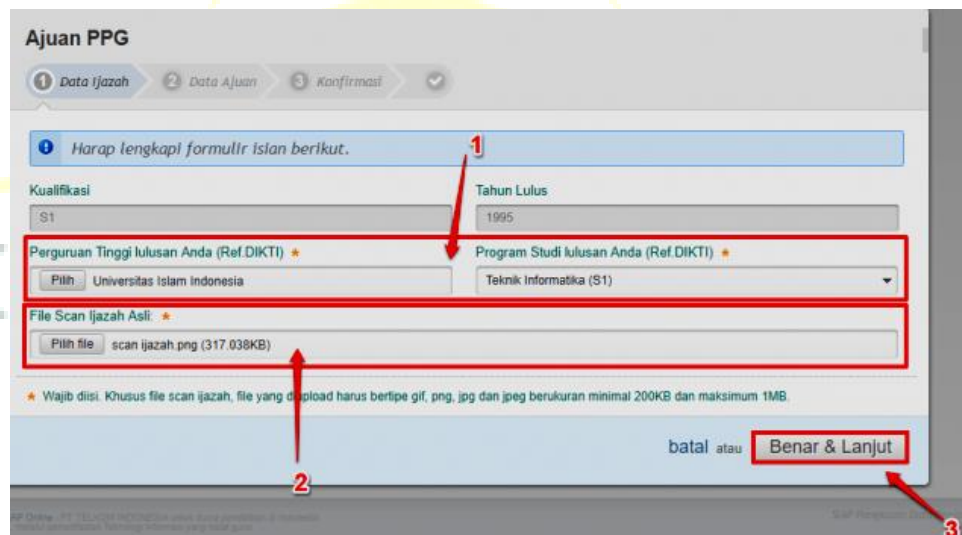 Ajuan PPG
1 Data Ijazah 2 Data Ajuan 3 Konfirmasi
Harap lengkapi formulir isian berikut.
1
Kualifikasi Tahun Lulus
S1 1995
Perguruan Tinggi lulusan Anda (Ref.DIKTI) * Program Studi lulusan Anda (Ref.DIKTI) *
Pilih Universitas Islam Indonesia Teknik Informatika (S1)
File Scan Ijazah Asli: *
Pilih file scan ijazah.png (317.038KB)
* Wajib diisi. Khusus file scan ijazah, file yang diupload harus bertipe gif, png, jpg dan jpeg berukuran minimal 200KB dan maksimum 1MB.
batal atau Benar & Lanjut
2
3